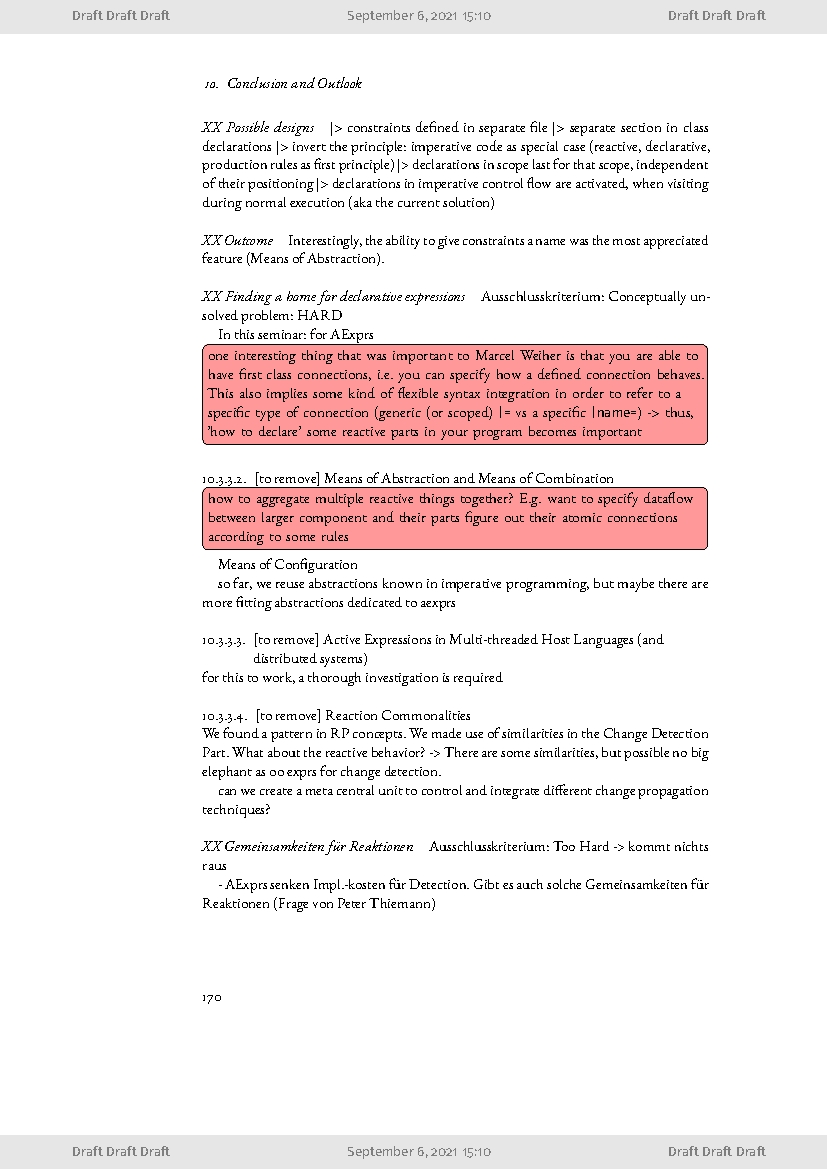 Draft Draft Draft September 6, 2021 15:10 Draft Draft Draft
10. Conclusion and Outlook
XX Possible designs |> constraints defined in separate file |> separate section in class
declarations |> invert the principle: imperative code as special case (reactive, declarative,
production rules as first principle) |> declarations in scope last for that scope, independent
of their positioning |> declarations in imperative control flow are activated, when visiting
during normal execution (aka the current solution)
XX Outcome Interestingly, the ability to give constraints a name was the most appreciated
feature (Means of Abstraction).
XX Finding a home for declarative expressions Ausschlusskriterium: Conceptually un-
solved problem: HARD
In this seminar: for AExprs
one interesting thing that was important to Marcel Weiher is that you are able to
have first class connections, i.e. you can specify how a defined connection behaves.
This also implies some kind of flexible syntax integration in order to refer to a
specific type of connection (generic (or scoped) |= vs a specific |name=) -> thus,
'how to declare' some reactive parts in your program becomes important
10.3.3.2. [to remove] Means of Abstraction and Means of Combination
how to aggregate multiple reactive things together? E.g. want to specify dataflow
between larger component and their parts figure out their atomic connections
according to some rules
Means of Configuration
so far, we reuse abstractions known in imperative programming, but maybe there are
more fitting abstractions dedicated to aexprs
10.3.3.3. [to remove] Active Expressions in Multi-threaded Host Languages (and
distributed systems)
for this to work, a thorough investigation is required
10.3.3.4. [to remove] Reaction Commonalities
We found a pattern in RP concepts. We made use of similarities in the Change Detection
Part. What about the reactive behavior? -> There are some similarities, but possible no big
elephant as oo exprs for change detection.
can we create a meta central unit to control and integrate different change propagation
techniques?
XX Gemeinsamkeiten für Reaktionen Ausschlusskriterium: Too Hard -> kommt nichts
raus
- AExprs senken Impl.-kosten für Detection. Gibt es auch solche Gemeinsamkeiten für
Reaktionen (Frage von Peter Thiemann)
170
Draft Draft Draft September 6, 2021 15:10 Draft Draft Draft